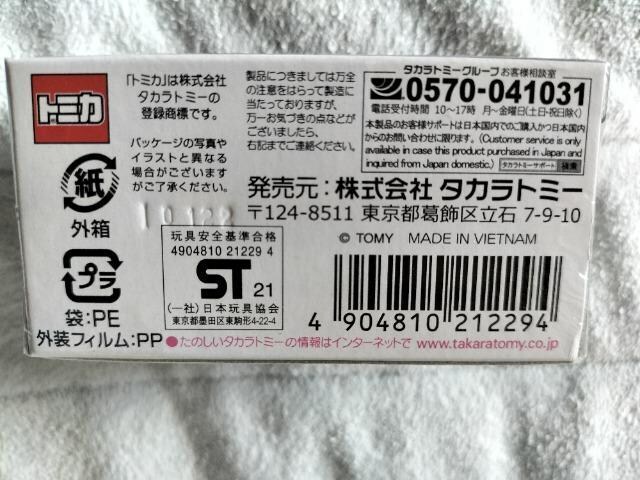 トミカ
「トミカ」は株式会社
タカラトミーの
登録商標です。
パッケージの写真や
イラストと異なる
場合がございますが
ご了承ください。
製品につきましては万全
の注意をはらって製造に
当たっておりますが、
万一お気づきの点などが
ございましたら、
右記までご連絡ください。
タカラトミーグループ お客様相談室
0570-041031
電話受付時間 10～17時 月～金曜日(土・日・祝日除く)
本製品のお客様サポートは日本国内でのご購入かつ日本国内
からのお問い合わせに限ります。(Customer service is only
available in case this product purchased in Japan and
inquired from Japan domestic.)
タカラトミーサポート 検索
発売元:株式会社 タカラトミー
〒124-8511 東京都葛飾区立石 7-9-10
© TOMY MADE IN VIETNAM
紙
外箱
プラ
袋:PE
外装フィルム:PP
10122
玩具安全基準合格
4904810 21229 4
ST 21
(一社)日本玩具協会
東京都墨田区東駒形4-22-4
4 904810 212294
●たのしいタカラトミーの情報はインターネットで www.takaratomy.co.jp